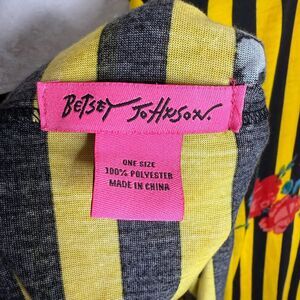 BETSEY JOHNSON.
ONE SIZE
100% POLYESTER
MADE IN CHINA